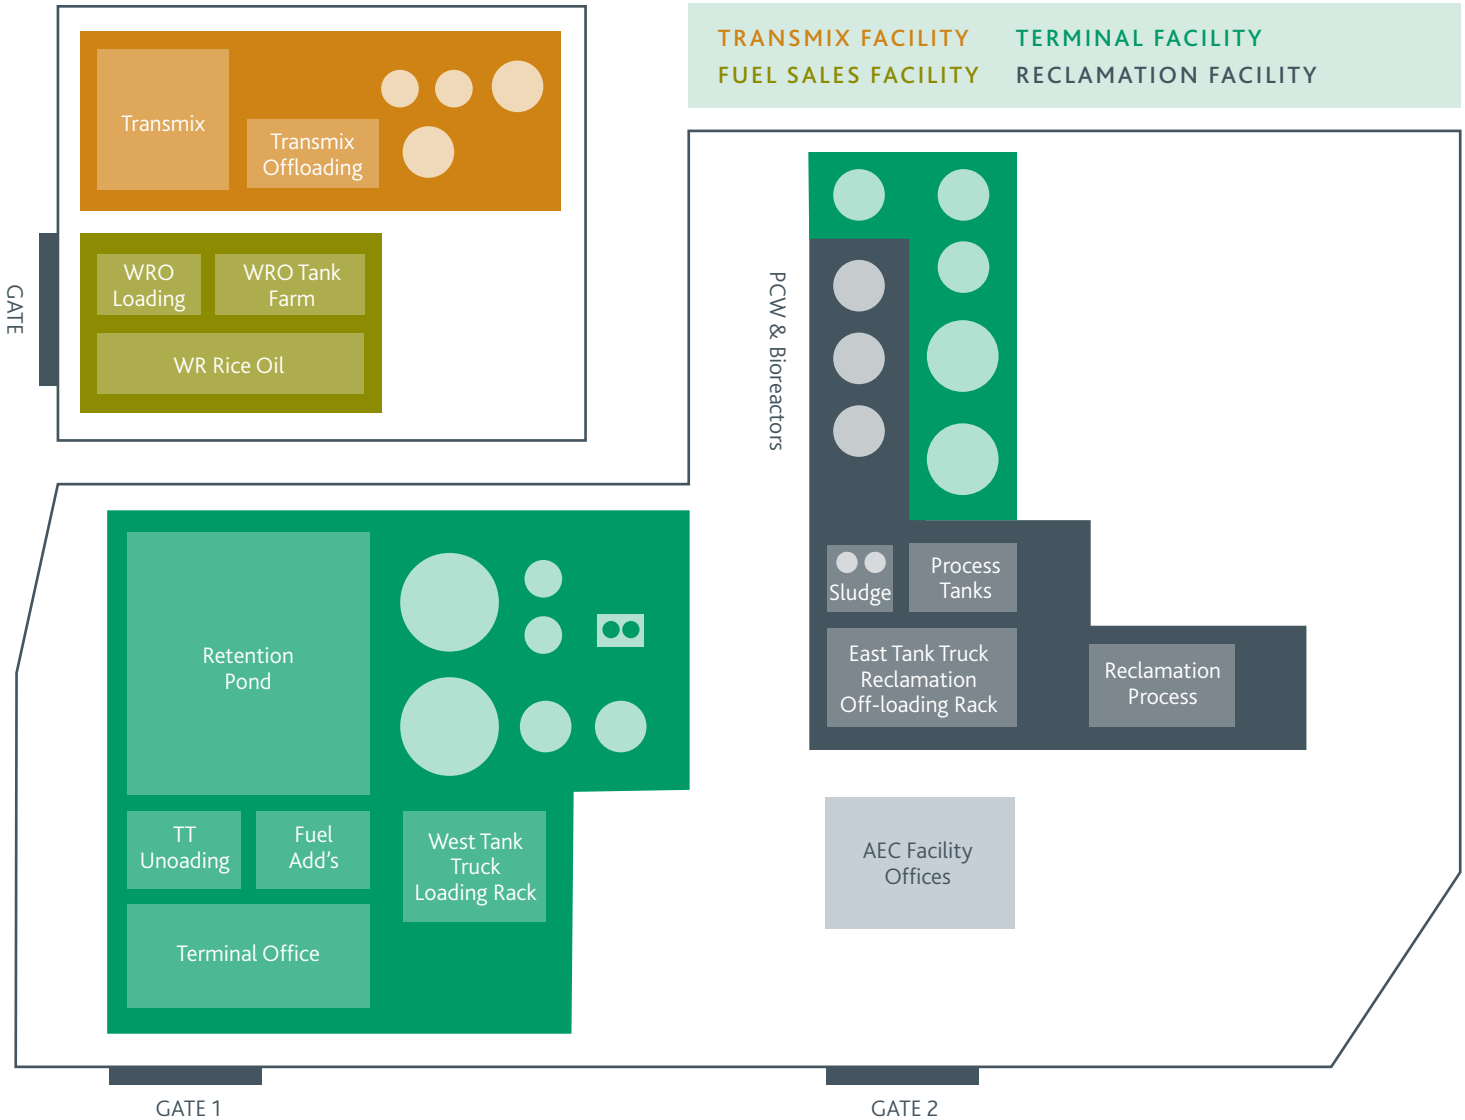 TRANSMIX FACILITY
TERMINAL FACILITY
FUEL SALES FACILITY
RECLAMATION FACILITY
Transmix
Transmix
Offloading
WRO
Loading
WRO Tank
Farm
WR Rice Oil
GATE
PCW & Bioreactors
Sludge
Process
Tanks
East Tank Truck
Reclamation
Off-loading Rack
Reclamation
Process
Retention
Pond
TT
Unoading
Fuel
Add's
West Tank
Truck
Loading Rack
Terminal Office
AEC Facility
Offices
GATE 1
GATE 2